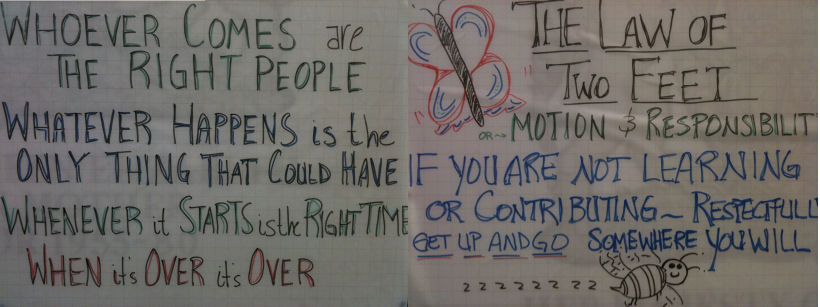 WHOEVER COMES are
THE RIGHT PEOPLE
WHATEVER HAPPENS is the
ONLY THING THAT COULD HAVE
WHENEVER it STARTS is the RIGHT TIME
WHEN it's OVER it's OVER
THE LAW OF
TWO FEET
OR~ MOTION & RESPONSIBILIT
IF YOU ARE NOT LEARNING
OR CONTRIBUTING~ RESPECTFULL
GET UP AND GO SOMEWHERE YOU WILL
z z z z z z z z